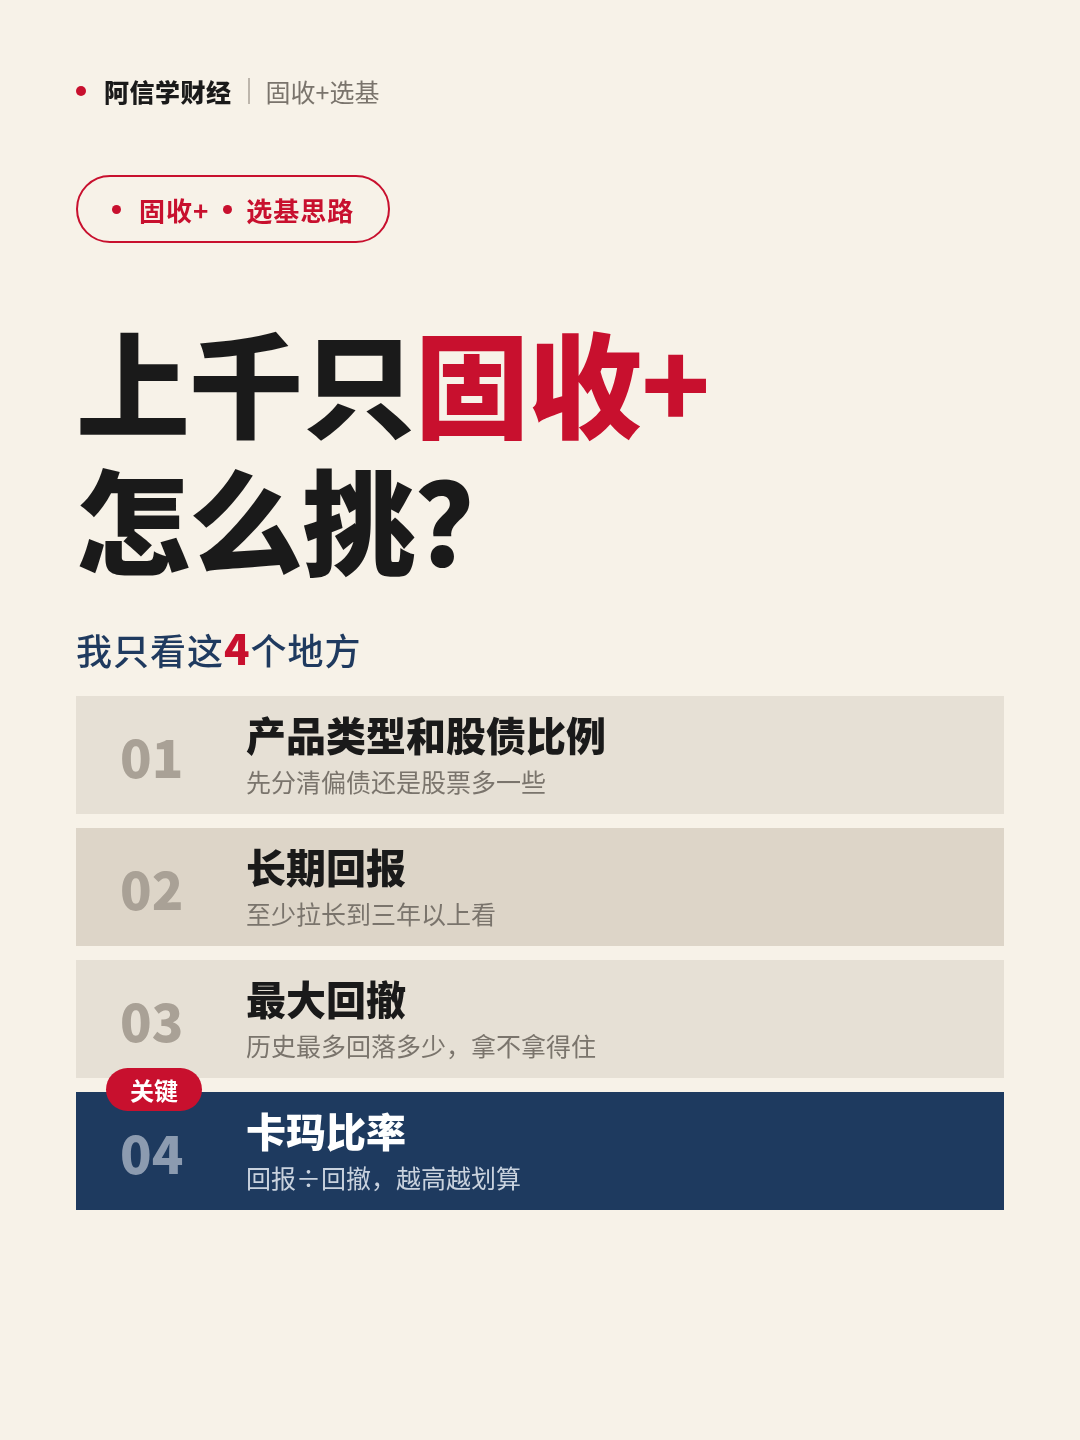 阿信学财经 | 固收+选基
• 固收+ • 选基思路
上千只固收+
怎么挑?
我只看这4个地方
01
产品类型和股债比例
先分清偏债还是股票多一些
02
长期回报
至少拉长到三年以上看
03
最大回撤
历史最多回落多少，拿不拿得住
关键
04
卡玛比率
回报÷回撤，越高越划算